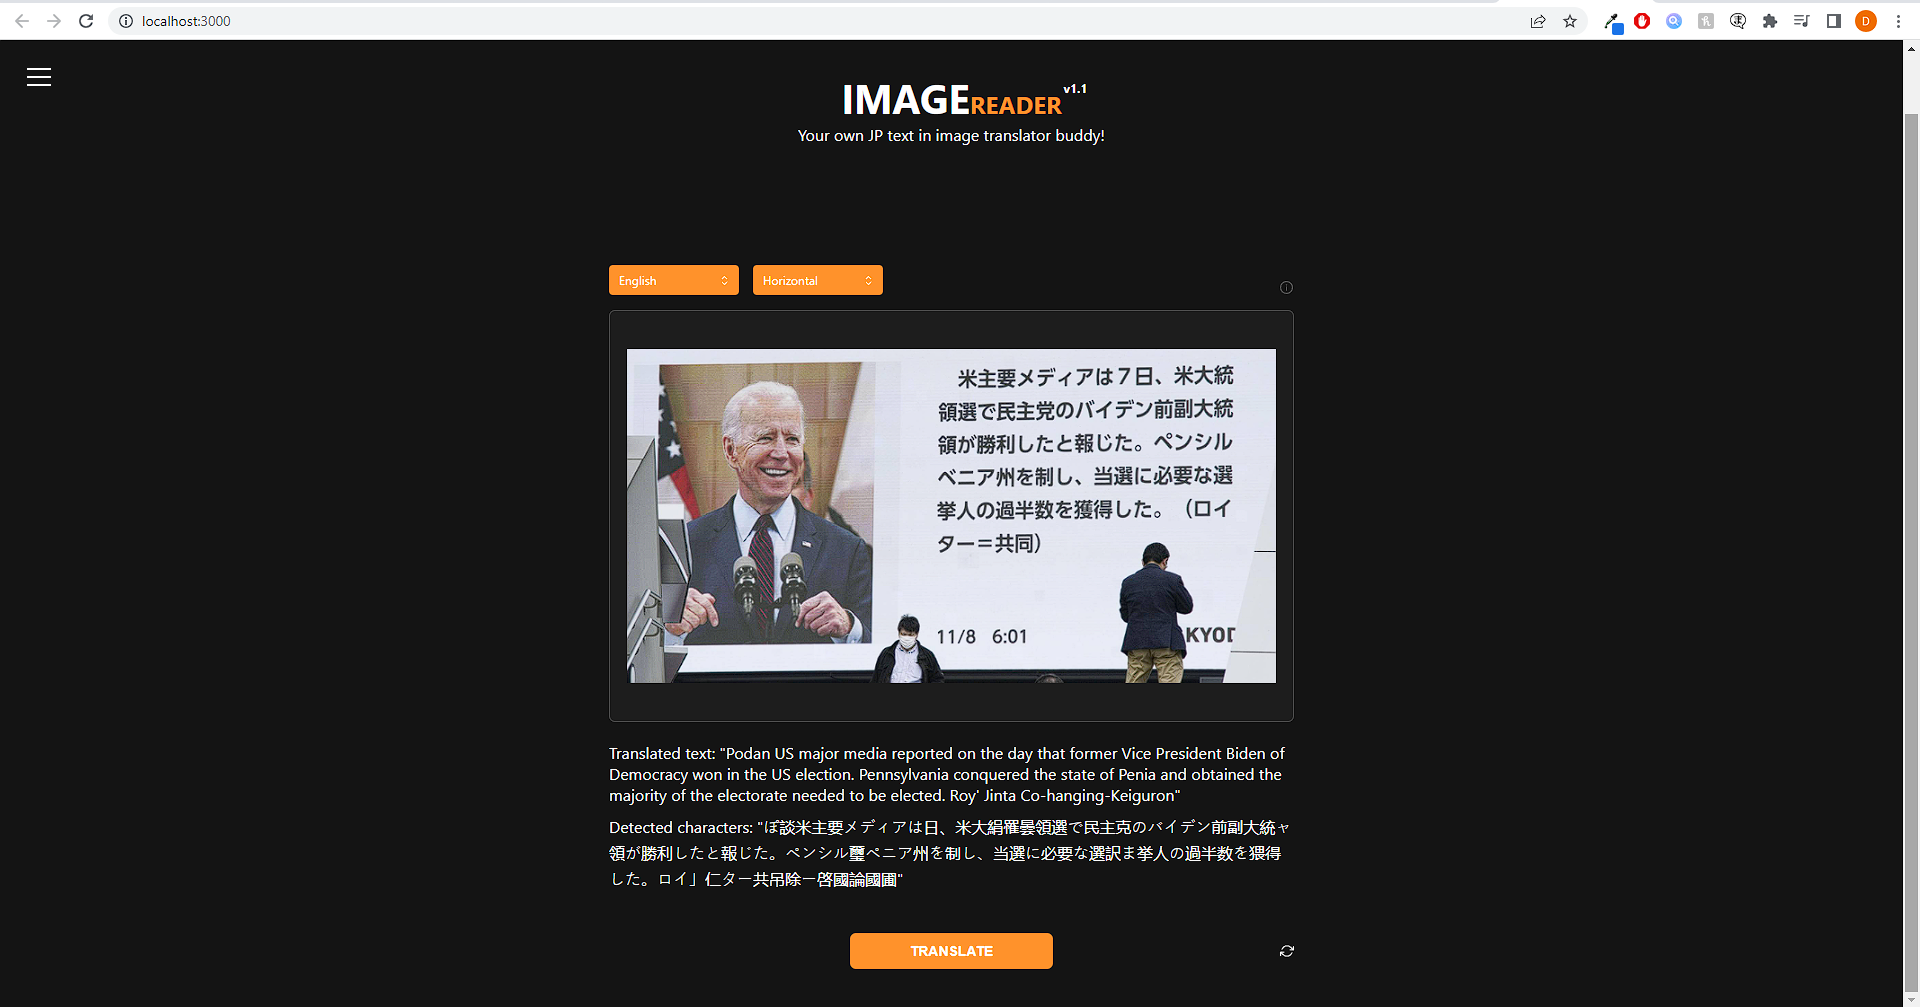 localhost:3000
D
IMAGEREADER v1.1
Your own JP text in image translator buddy!
English
Horizontal
米主要メディアは７日、米大統
領選で民主党のバイデン前副大統
領が勝利したと報じた。ペンシル
ベニア州を制し、当選に必要な選
挙人の過半数を獲得した。（ロイ
ター＝共同）
11/8 6:01
KYOD
Translated text: "Podan US major media reported on the day that former Vice President Biden of
Democracy won in the US election. Pennsylvania conquered the state of Penia and obtained the
majority of the electorate needed to be elected. Roy' Jinta Co-hanging-Keiguron"
Detected characters: "ぽ談米主要メディアは日、米大絹罹曇領選で民主克のバイデン前副大統ャ
領が勝利したと報じた。ペンシル璽ペニア州を制し、当選に必要な選訳ま挙人の過半数を猥得
した。ロイ」仁ター共吊除ー啓國論國圃"
TRANSLATE